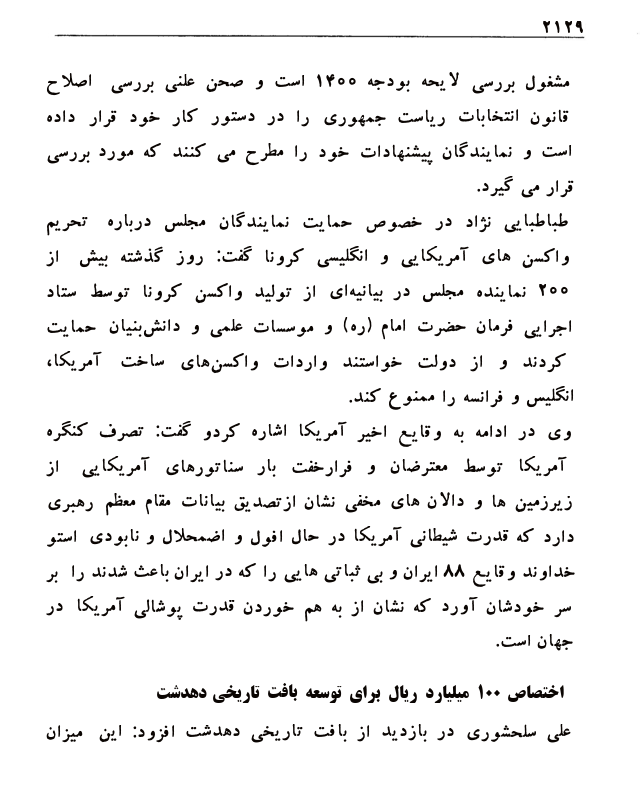 ۲۱۲۹
مشغول بررسی لایحه بودجه ۱۴۰۰ است و صحن علنی بررسی اصلاح
قانون انتخابات ریاست جمهوری را در دستور کار خود قرار داده
است و نمایندگان پیشنهادات خود را مطرح می کنند که مورد بررسی
قرار می گیرد.
طباطبایی نژاد در خصوص حمایت نمایندگان مجلس درباره تحریم
واکسن های آمریکایی و انگلیسی کرونا گفت: روز گذشته بیش از
۲۰۰ نماینده مجلس در بیانیه‌ای از تولید واکسن کرونا توسط ستاد
اجرایی فرمان حضرت امام (ره) و موسسات علمی و دانش‌بنیان حمایت
کردند و از دولت خواستند واردات واکسن‌های ساخت آمریکا،
انگلیس و فرانسه را ممنوع کند.
وی در ادامه به وقایع اخیر آمریکا اشاره کردو گفت: تصرف کنگره
آمریکا توسط معترضان و فرارخفت بار سناتورهای آمریکایی از
زیرزمین ها و دالان های مخفی نشان ازتصدیق بیانات مقام معظم رهبری
دارد که قدرت شیطانی آمریکا در حال افول و اضمحلال و نابودی استو
خداوند وقایع ۸۸ ایران و بی ثباتی هایی را که در ایران باعث شدند را بر
سر خودشان آورد که نشان از به هم خوردن قدرت پوشالی آمریکا در
جهان است.
اختصاص ۱۰۰ میلیارد ریال برای توسعه بافت تاریخی دهدشت
علی سلحشوری در بازدید از بافت تاریخی دهدشت افزود: این میزان